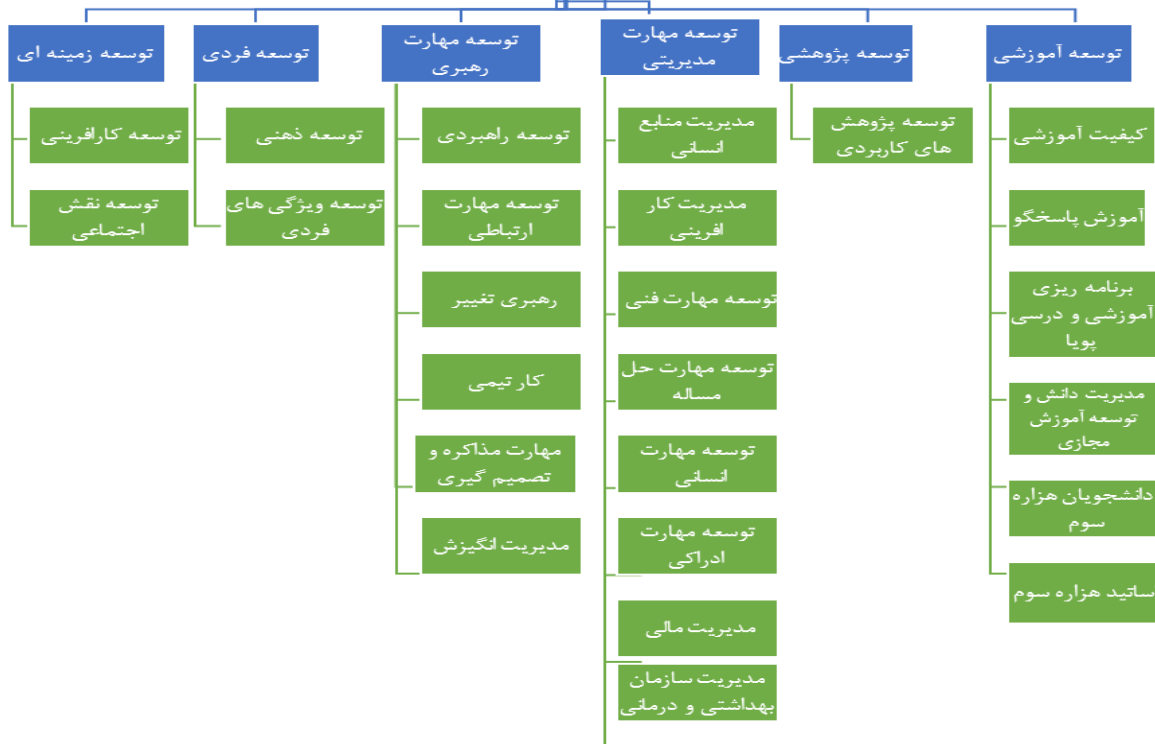 توسعه آموزشی
کیفیت آموزشی
آموزش پاسخگو
برنامه ریزی
آموزشی و درسی
پویا
مدیریت دانش و
توسعه آموزش
مجازی
دانشجویان هزاره
سوم
ساتید هزاره سوم
توسعه پژوهشی
توسعه پژوهش
های کاربردی
توسعه مهارت
مدیریتی
مدیریت منابع
انسانی
مدیریت کار
افرینی
توسعه مهارت فنی
توسعه مهارت حل
مساله
توسعه مهارت
انسانی
توسعه مهارت
ادراکی
مدیریت مالی
مدیریت سازمان
بهداشتی و درمانی
توسعه مهارت
رهبری
توسعه راهبردی
توسعه مهارت
ارتباطی
رهبری تغییر
کار تیمی
مهارت مذاکره و
تصمیم گیری
مدیریت انگیزش
توسعه فردی
توسعه ذهنی
توسعه ویژگی های
فردی
توسعه زمینه ای
توسعه کارافرینی
توسعه نقش
اجتماعی